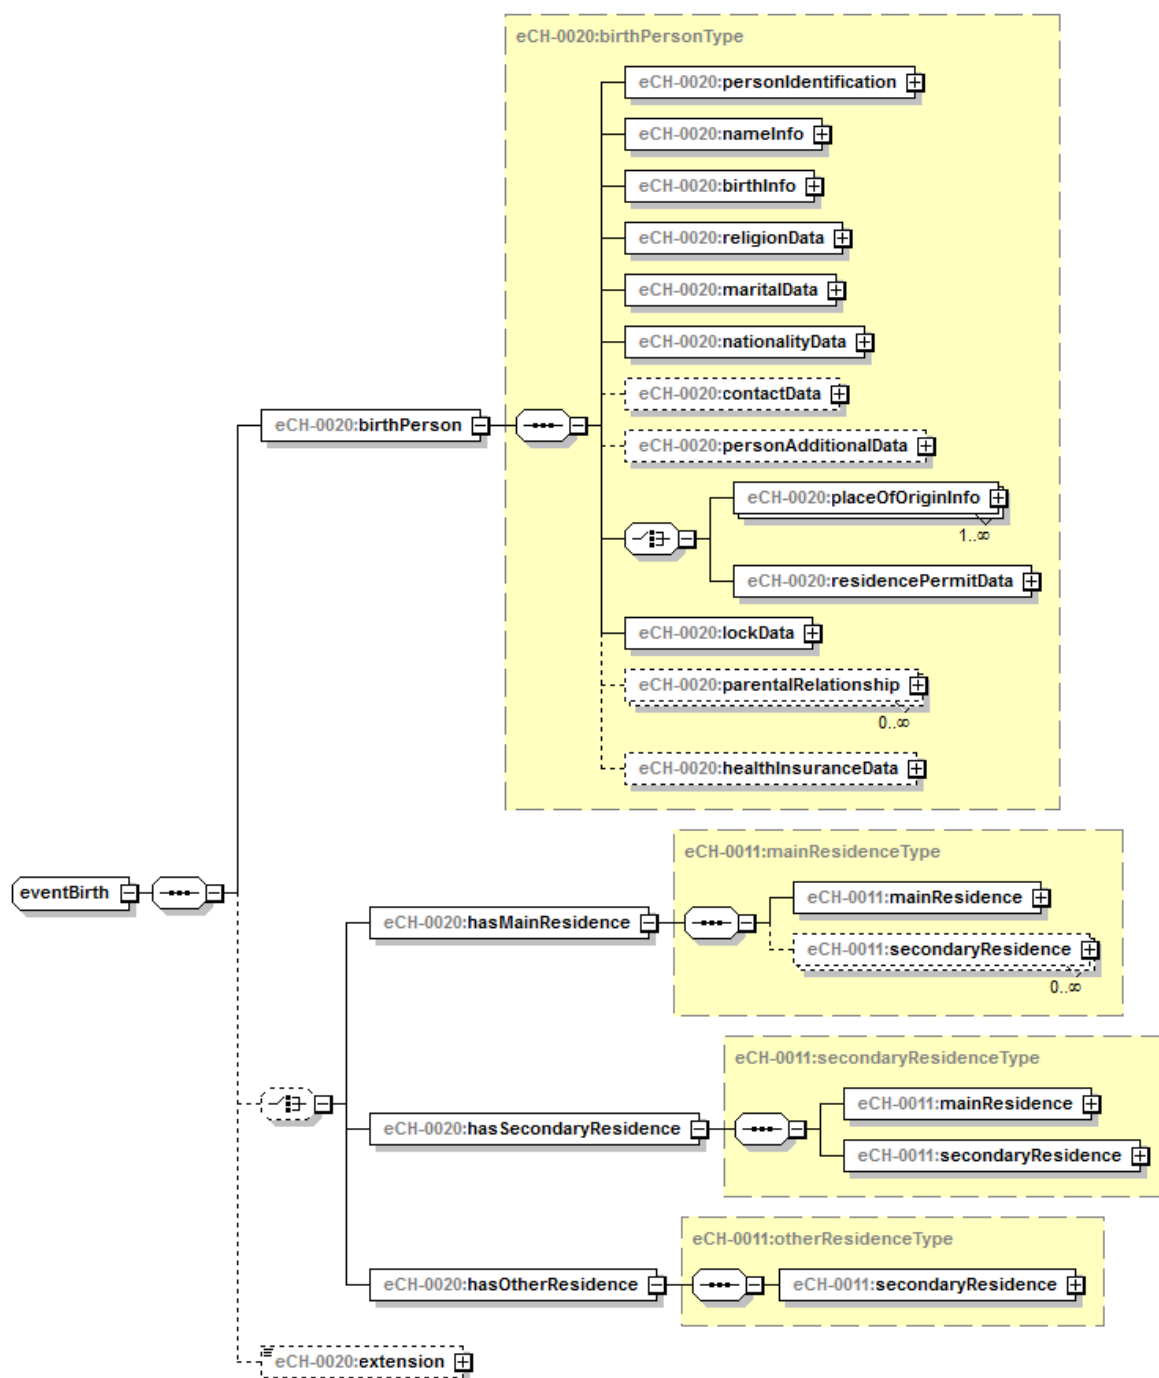 eCH-0020:birthPersonType
eCH-0020:personIdentification
eCH-0020:nameInfo
eCH-0020:birthInfo
eCH-0020:religionData
eCH-0020:maritalData
eCH-0020:nationalityData
eCH-0020:contactData
eCH-0020:birthPerson
eCH-0020:personAdditionalData
eCH-0020:placeOfOriginInfo
1..∞
eCH-0020:residencePermitData
eCH-0020:lockData
eCH-0020:parentalRelationship
0..∞
eCH-0020:healthInsuranceData
eventBirth
eCH-0011:mainResidenceType
eCH-0020:hasMainResidence
eCH-0011:mainResidence
eCH-0011:secondaryResidence
0..∞
eCH-0011:secondaryResidenceType
eCH-0020:hasSecondaryResidence
eCH-0011:mainResidence
eCH-0011:secondaryResidence
eCH-0011:otherResidenceType
eCH-0020:hasOtherResidence
eCH-0011:secondaryResidence
eCH-0020:extension